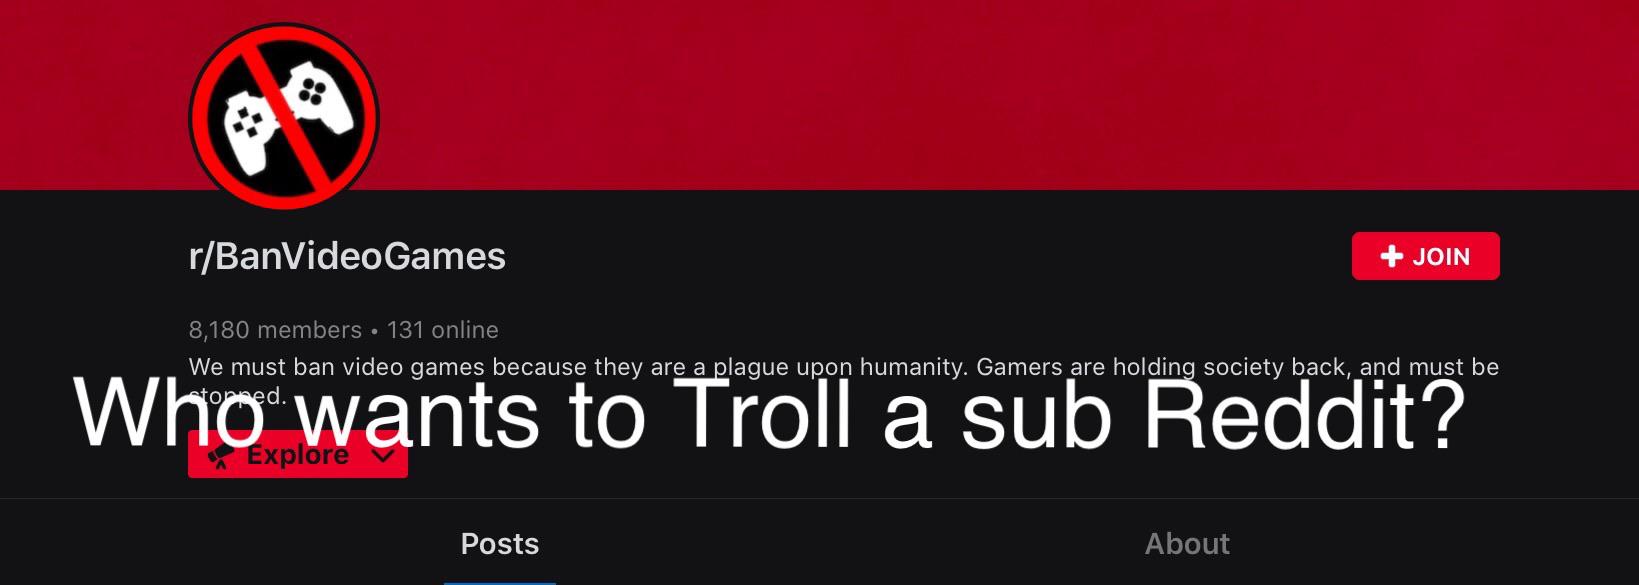 r/BanVideoGames
JOIN
8,180 members • 131 online
We must ban video games because they are a plague upon humanity. Gamers are holding society back, and must be
stopped.
Who wants to Troll a sub Reddit?
Explore
Posts
About